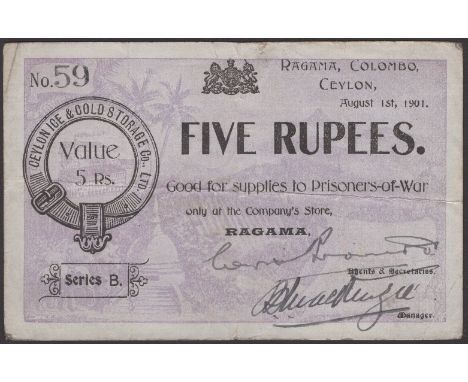 No. 59
RAGAMA, COLOMBO,
CEYLON,
August 1st, 1901.
CEYLON ICE & COLD STORAGE Co., LTD.
Value
5 Rs.
FIVE RUPEES.
Good for supplies to Prisoners-of-War
only at the Company's Store,
RAGAMA,
Agents & Secretaries.
Series B.
Manager.